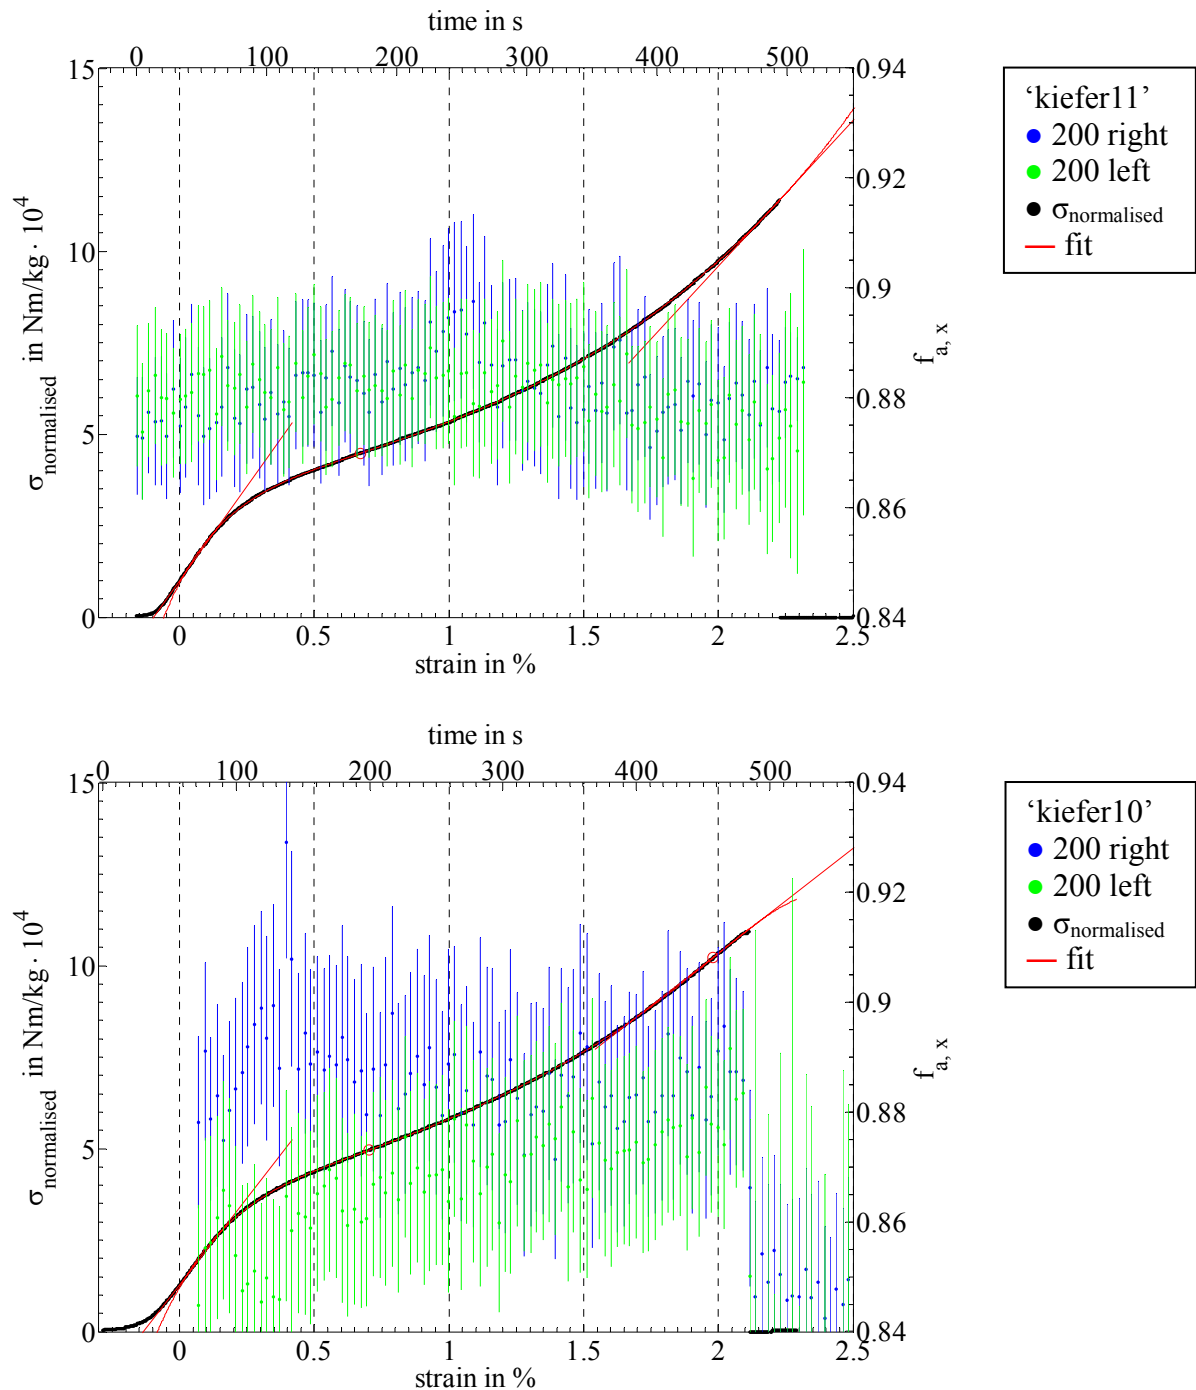 time in s
0 100 200 300 400 500
15 10 5 0
σnormalised in Nm/kg · 10^4
0.94 0.92 0.9 0.88 0.86 0.84
fa, x
0 0.5 1 1.5 2 2.5
strain in %
‘kiefer11’
200 right
200 left
σnormalised
fit
time in s
0 100 200 300 400 500
15 10 5 0
σnormalised in Nm/kg · 10^4
0.94 0.92 0.9 0.88 0.86 0.84
fa, x
0 0.5 1 1.5 2 2.5
strain in %
‘kiefer10’
200 right
200 left
σnormalised
fit